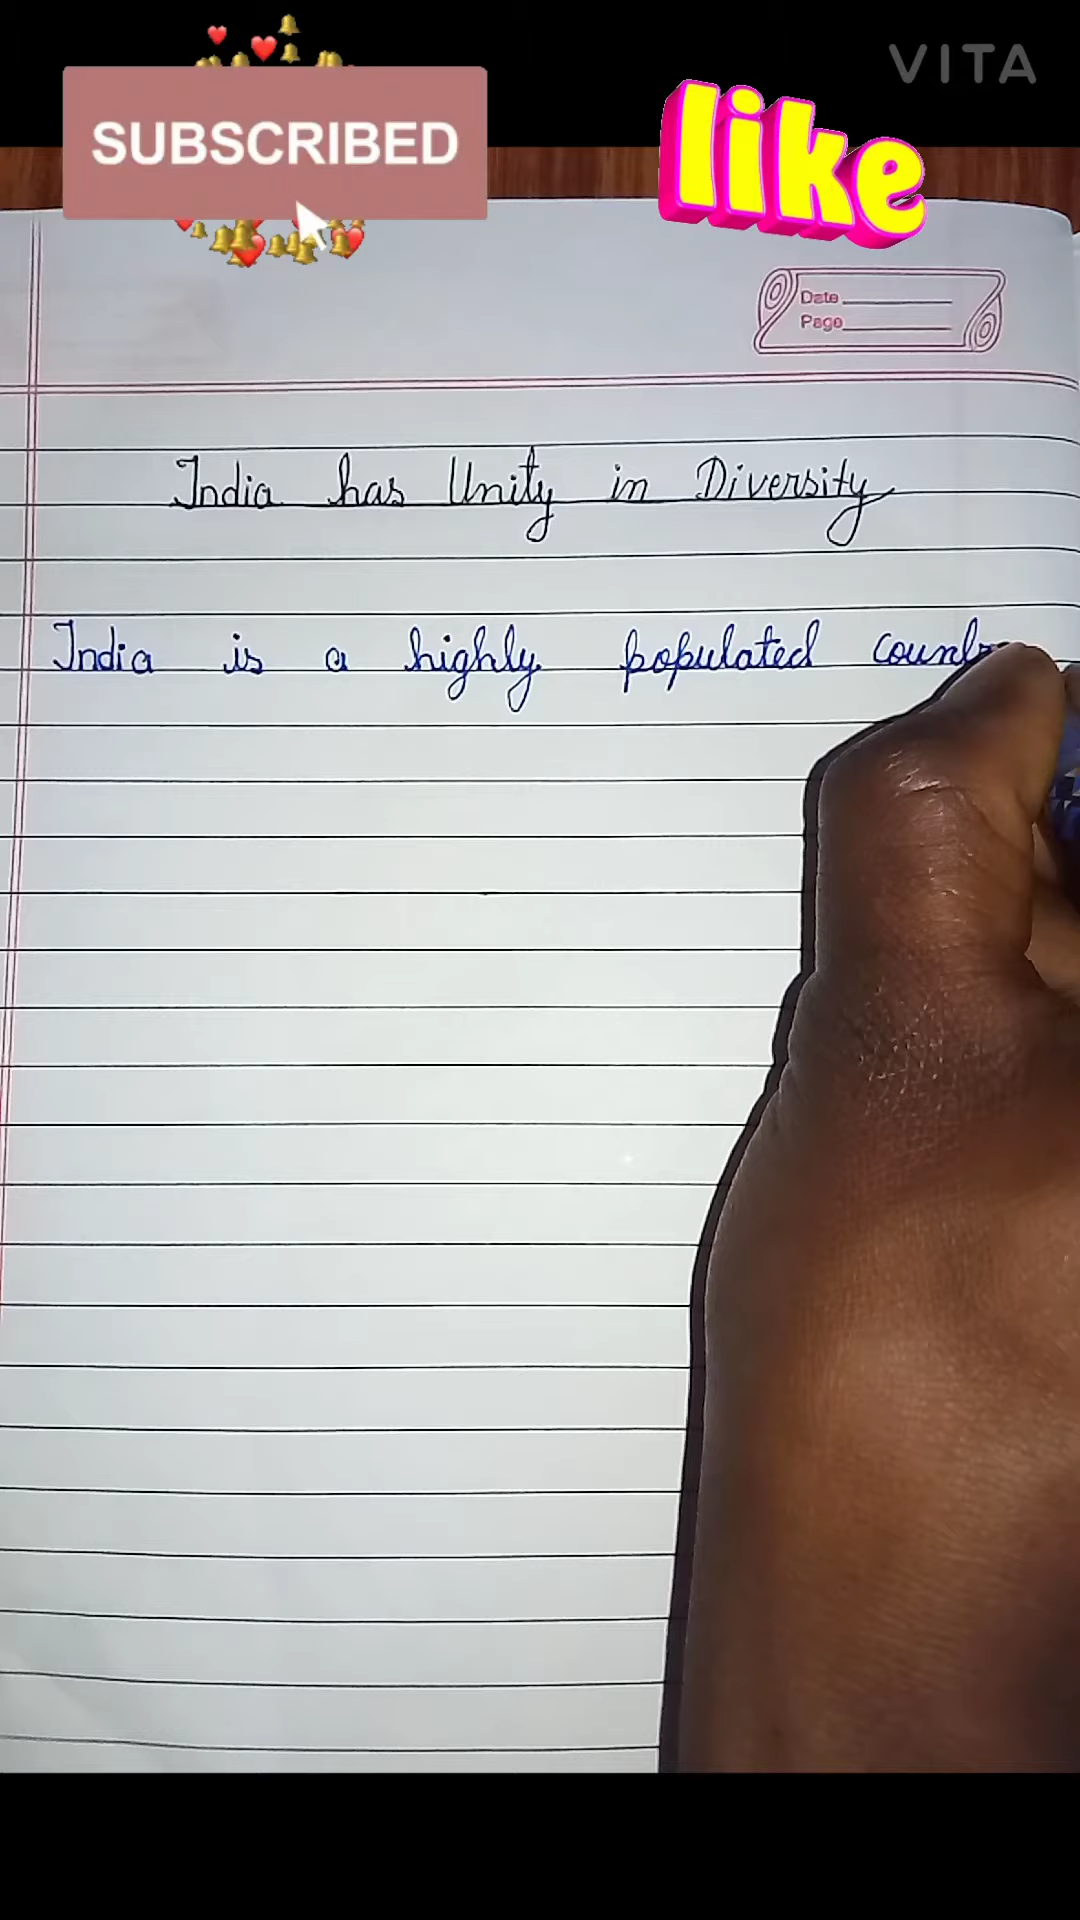 VITA
SUBSCRIBED
like
Date
Page
India has Unity in Diversity
India is a highly populated